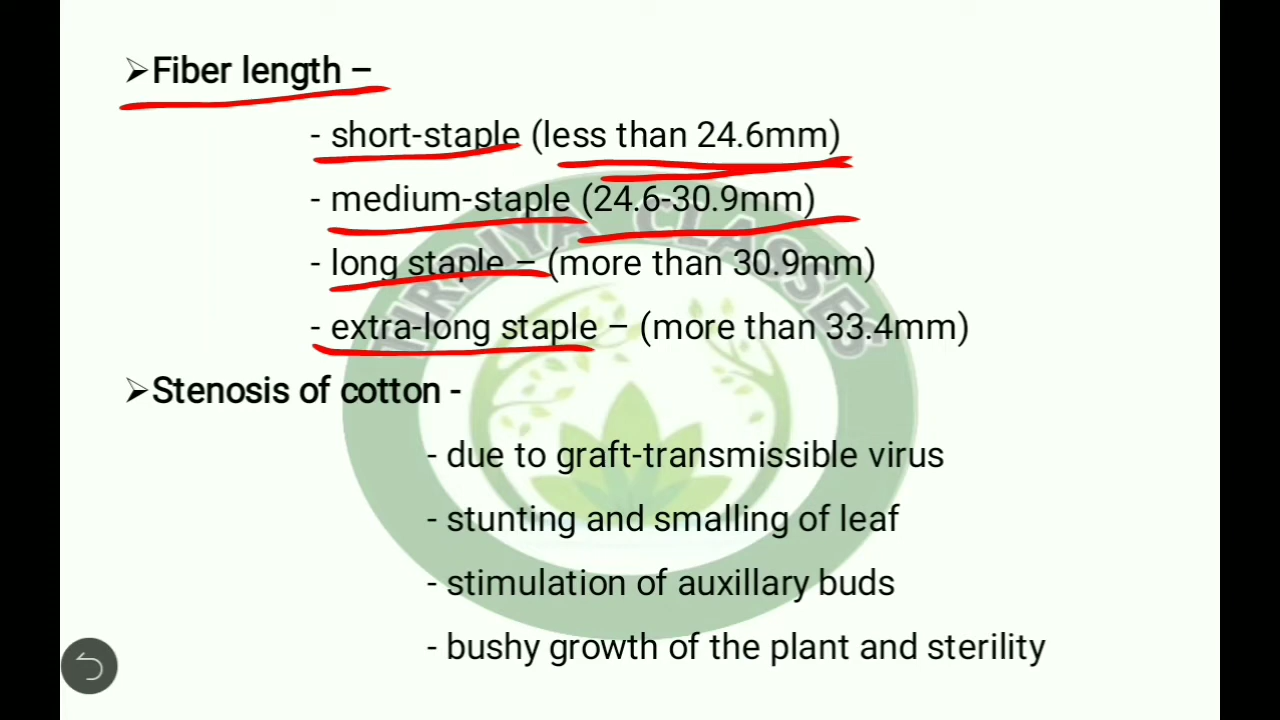 ➢Fiber length –
- short-staple (less than 24.6mm)
- medium-staple (24.6-30.9mm)
- long staple – (more than 30.9mm)
- extra-long staple – (more than 33.4mm)
➢Stenosis of cotton -
- due to graft-transmissible virus
- stunting and smalling of leaf
- stimulation of auxillary buds
- bushy growth of the plant and sterility
CLASSES